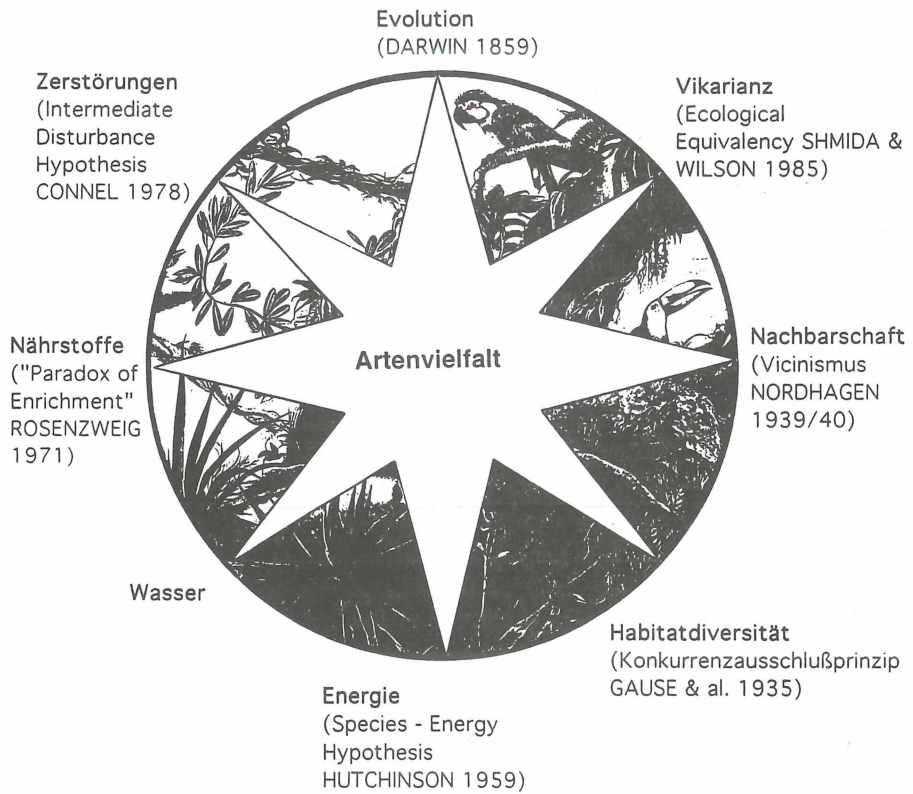 Evolution
(DARWIN 1859)
Zerstörungen
(Intermediate
Disturbance
Hypothesis
CONNEL 1978)
Vikarianz
(Ecological
Equivalency SHMIDA &
WILSON 1985)
Nährstoffe
("Paradox of
Enrichment"
ROSENZWEIG
1971)
Artenvielfalt
Nachbarschaft
(Vicinismus
NORDHAGEN
1939/40)
Wasser
Habitatdiversität
(Konkurrenzausschlußprinzip
GAUSE & al. 1935)
Energie
(Species - Energy
Hypothesis
HUTCHINSON 1959)